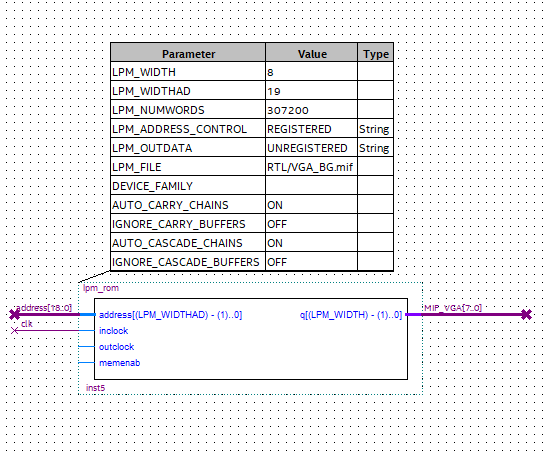 Parameter Value Type
LPM_WIDTH 8
LPM_WIDTHAD 19
LPM_NUMWORDS 307200
LPM_ADDRESS_CONTROL REGISTERED String
LPM_OUTDATA UNREGISTERED String
LPM_FILE RTL/VGA_BG.mif
DEVICE_FAMILY
AUTO_CARRY_CHAINS ON
IGNORE_CARRY_BUFFERS OFF
AUTO_CASCADE_CHAINS ON
IGNORE_CASCADE_BUFFERS OFF
lpm_rom
address[18..0] address[(LPM_WIDTHAD) - (1)..0] q[(LPM_WIDTH) - (1)..0] MIF_VGA[7..0]
clk inclock
outclock
memenab
inst5